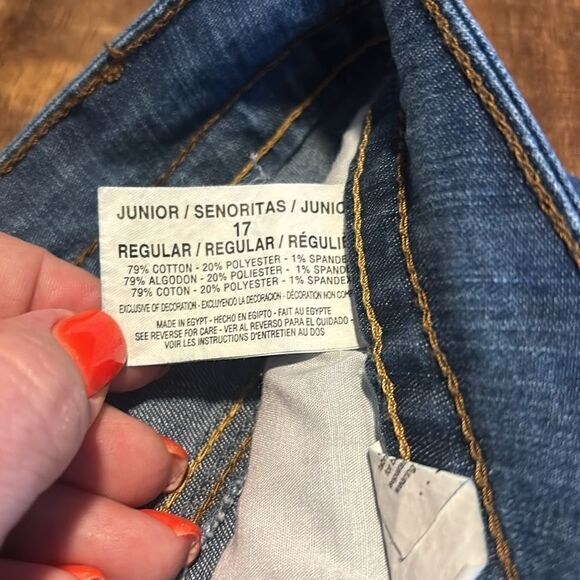 JUNIOR / SENORITAS / JUNIO
17
REGULAR / REGULAR / RÉGULI
79% COTTON - 20% POLYESTER - 1% SPANDE
79% ALGODON - 20% POLIESTER - 1% SPAN
79% COTON - 20% POLYESTER - 1% SPANDEX
EXCLUSIVE OF DECORATION - EXCLUYENDO LA DECORACION - DÉCORATION NON COM
MADE IN EGYPT - HECHO EN EGIPTO - FAIT AU EGYPTE
SEE REVERSE FOR CARE - VER AL REVERSO PARA EL CUIDADO -
VOIR LES INSTRUCTIONS D'ENTRETIEN AU DOS